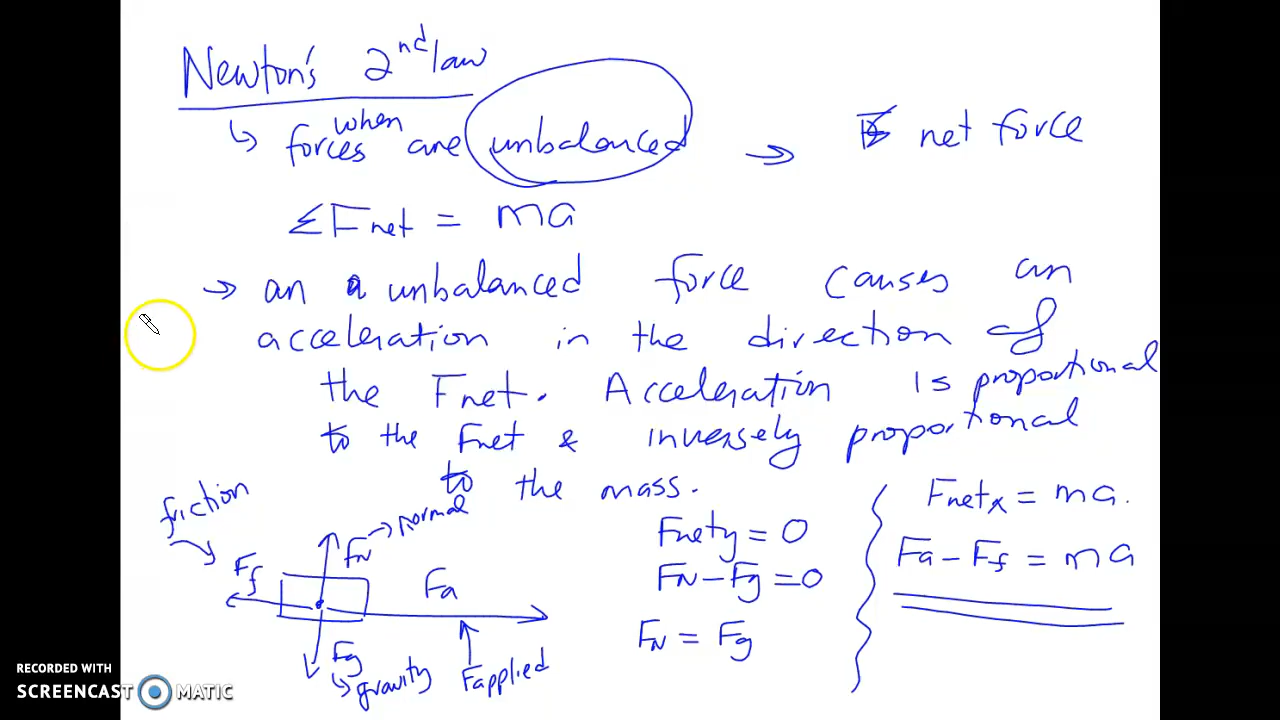 Newton's 2nd law
↳ forces when are unbalanced → net force
ΣFnet = ma
→ an unbalanced force causes an
acceleration in the direction of
the Fnet. Acceleration is proportional
to the Fnet & inversely proportional
to the mass.
friction
FN → normal
Ff
Fa
Fg
↳ gravity
Fapplied
Fnety = 0
FN - Fg = 0
FN = Fg
Fnetx = ma.
Fa - Ff = ma
RECORDED WITH
SCREENCAST MATIC